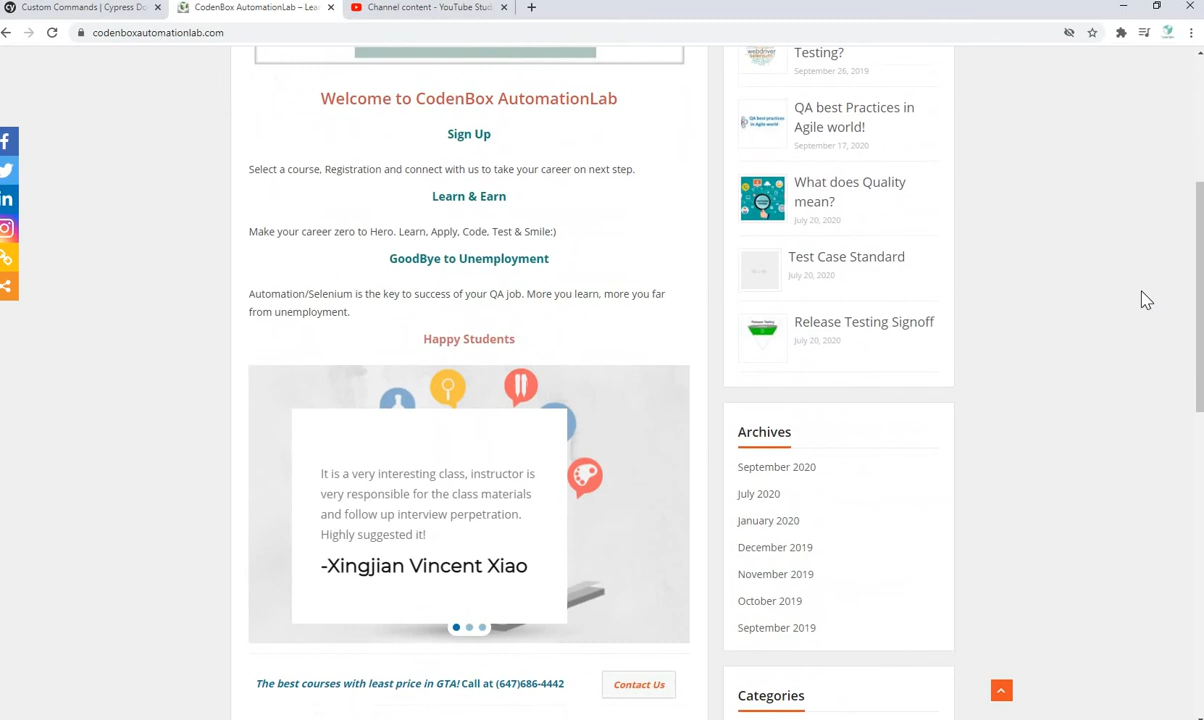 Custom Commands | Cypress Do
CodenBox AutomationLab – Lea
Channel content - YouTube Stud
codenboxautomationlab.com
Welcome to CodenBox AutomationLab
Sign Up
Select a course, Registration and connect with us to take your career on next step.
Learn & Earn
Make your career zero to Hero. Learn, Apply, Code, Test & Smile:)
GoodBye to Unemployment
Automation/Selenium is the key to success of your QA job. More you learn, more you far
from unemployment.
Happy Students
It is a very interesting class, instructor is
very responsible for the class materials
and follow up interview perpetration.
Highly suggested it!
-Xingjian Vincent Xiao
The best courses with least price in GTA! Call at (647)686-4442
Contact Us
Testing?
September 26, 2019
QA best Practices in
Agile world!
September 17, 2020
What does Quality
mean?
July 20, 2020
Test Case Standard
July 20, 2020
Release Testing Signoff
July 20, 2020
Archives
September 2020
July 2020
January 2020
December 2019
November 2019
October 2019
September 2019
Categories